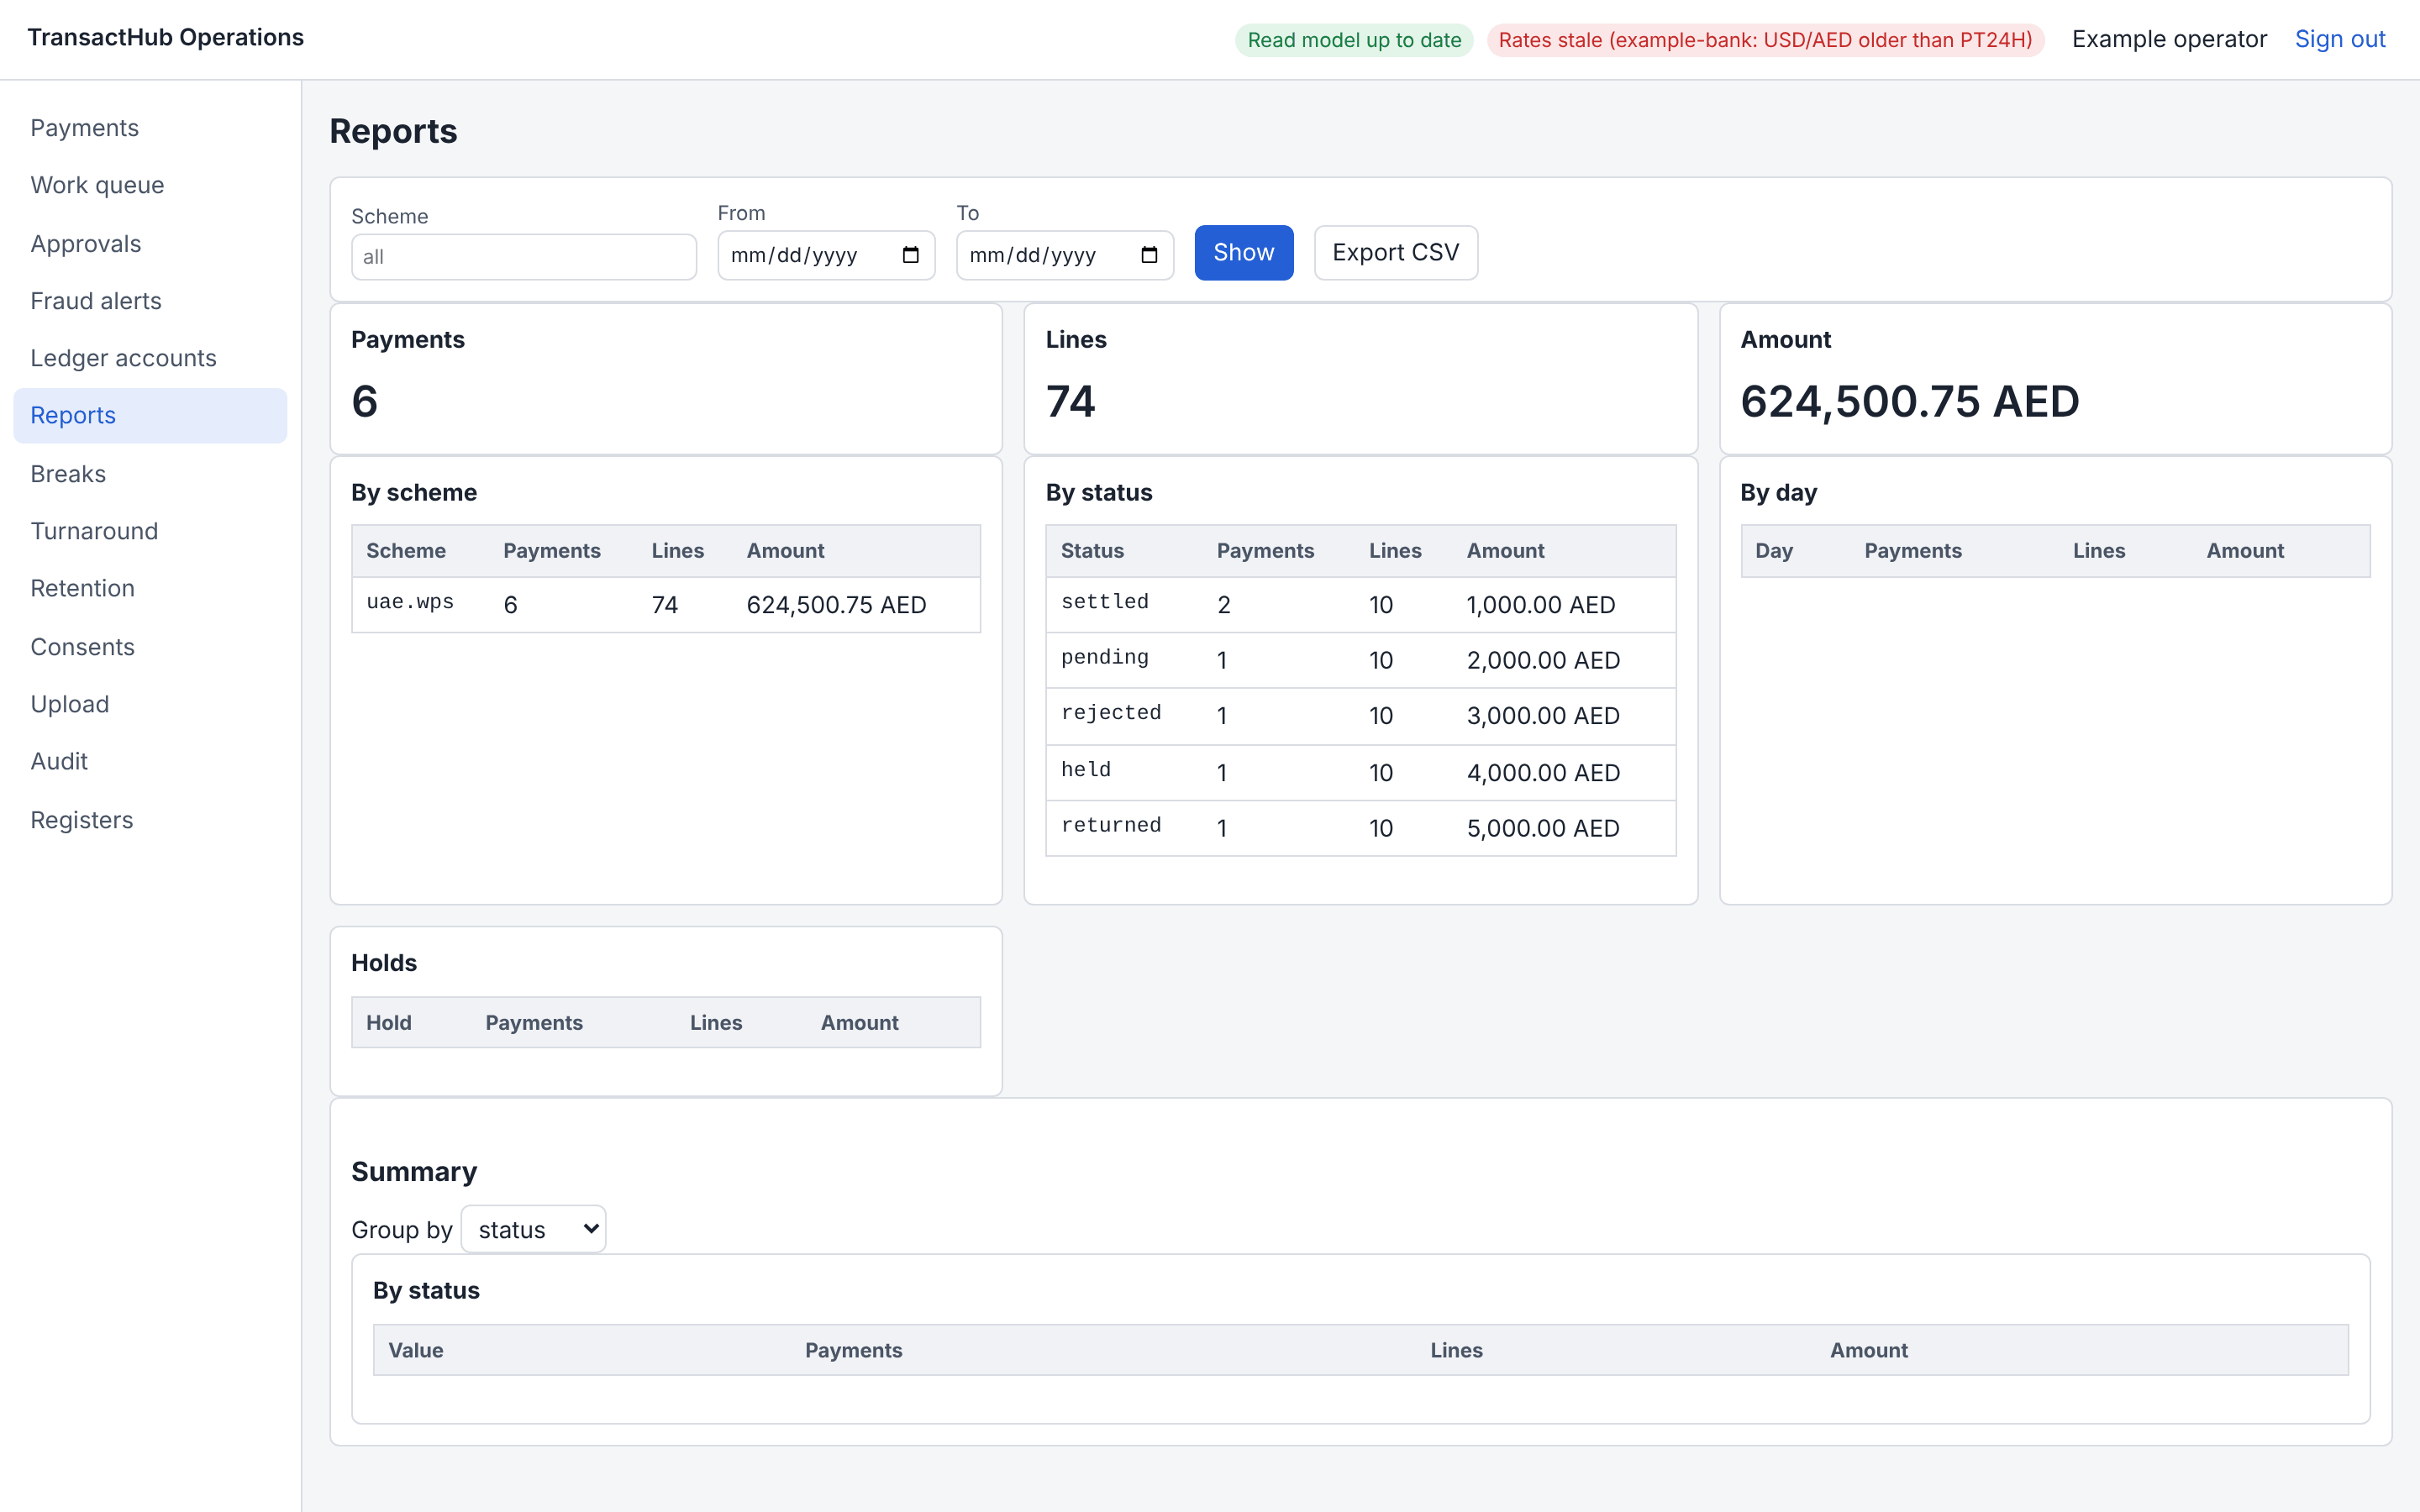 TransactHub Operations
Read model up to date
Rates stale (example-bank: USD/AED older than PT24H)
Example operator
Sign out
Payments
Work queue
Approvals
Fraud alerts
Ledger accounts
Reports
Breaks
Turnaround
Retention
Consents
Upload
Audit
Registers
Reports
Scheme
all
From
mm/dd/yyyy
To
mm/dd/yyyy
Show
Export CSV
Payments
6
Lines
74
Amount
624,500.75 AED
By scheme
Scheme Payments Lines Amount
uae.wps 6 74 624,500.75 AED
By status
Status Payments Lines Amount
settled 2 10 1,000.00 AED
pending 1 10 2,000.00 AED
rejected 1 10 3,000.00 AED
held 1 10 4,000.00 AED
returned 1 10 5,000.00 AED
By day
Day Payments Lines Amount
Holds
Hold Payments Lines Amount
Summary
Group by status
By status
Value Payments Lines Amount